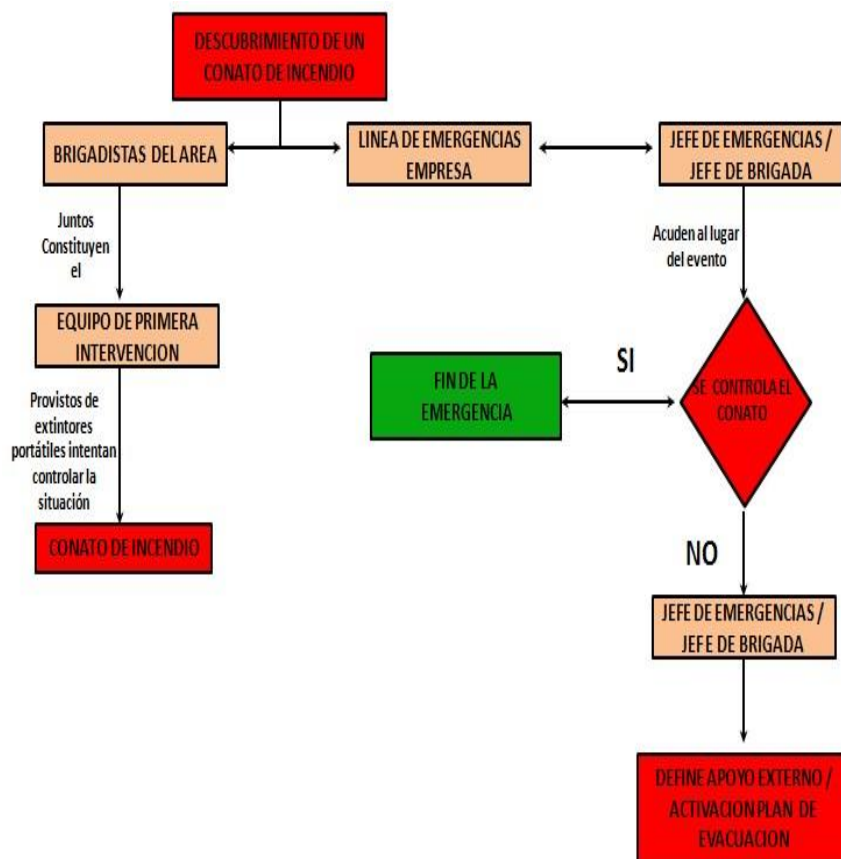 DESCUBRIMIENTO DE UN
CONATO DE INCENDIO
BRIGADISTAS DEL AREA
LINEA DE EMERGENCIAS
EMPRESA
JEFE DE EMERGENCIAS /
JEFE DE BRIGADA
Juntos
Constituyen
el
Acuden al lugar
del evento
EQUIPO DE PRIMERA
INTERVENCION
FIN DE LA
EMERGENCIA
SI
SE CONTROLA EL
CONATO
Provistos de
extintores
portátiles intentan
controlar la
situación
CONATO DE INCENDIO
NO
JEFE DE EMERGENCIAS /
JEFE DE BRIGADA
DEFINE APOYO EXTERNO /
ACTIVACION PLAN DE
EVACUACION